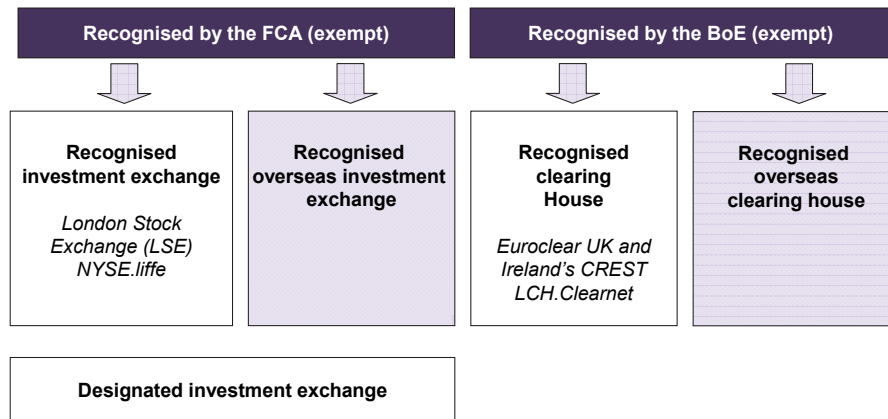 Recognised by the FCA (exempt)
Recognised by the BoE (exempt)
Recognised
investment exchange
London Stock
Exchange (LSE)
NYSE.liffe
Recognised
overseas investment
exchange
Recognised
clearing
House
Euroclear UK and
Ireland's CREST
LCH.Clearnet
Recognised
overseas
clearing house
Designated investment exchange